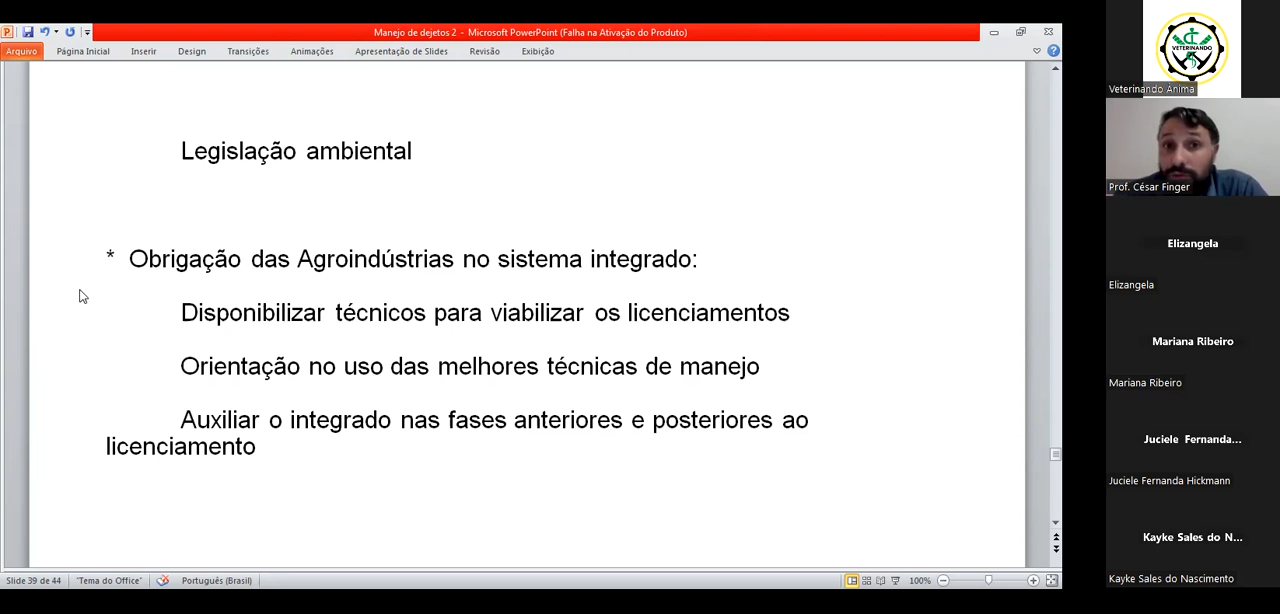 Manejo de dejetos 2 - Microsoft PowerPoint (Falha na Ativação do Produto)
Arquivo Página Inicial Inserir Design Transições Animações Apresentação de Slides Revisão Exibição
Legislação ambiental
* Obrigação das Agroindústrias no sistema integrado:
Disponibilizar técnicos para viabilizar os licenciamentos
Orientação no uso das melhores técnicas de manejo
Auxiliar o integrado nas fases anteriores e posteriores ao
licenciamento
Slide 39 de 44 "Tema do Office" Português (Brasil) 100%
VETERINANDO
Veterinando Anima
Prof. César Finger
Elizangela
Elizangela
Mariana Ribeiro
Mariana Ribeiro
Juciele Fernanda...
Juciele Fernanda Hickmann
Kayke Sales do N...
Kayke Sales do Nascimento